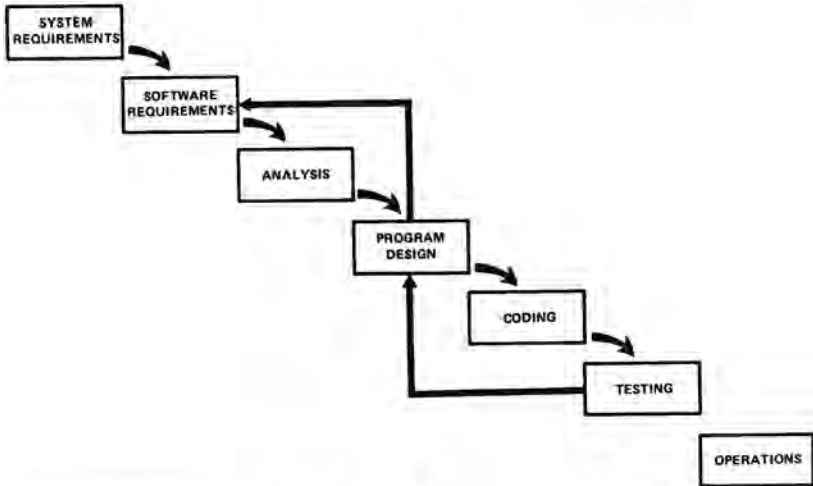 SYSTEM
REQUIREMENTS
SOFTWARE
REQUIREMENTS
ANALYSIS
PROGRAM
DESIGN
CODING
TESTING
OPERATIONS